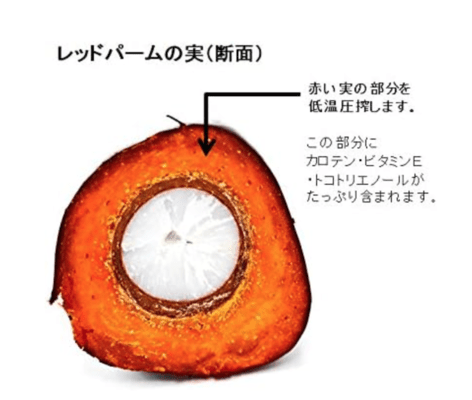 レッドパームの実(断面)
赤い実の部分を
低温圧搾します。
この部分に
カロテン・ビタミンE
・トコトリエノールが
たっぷり含まれます。